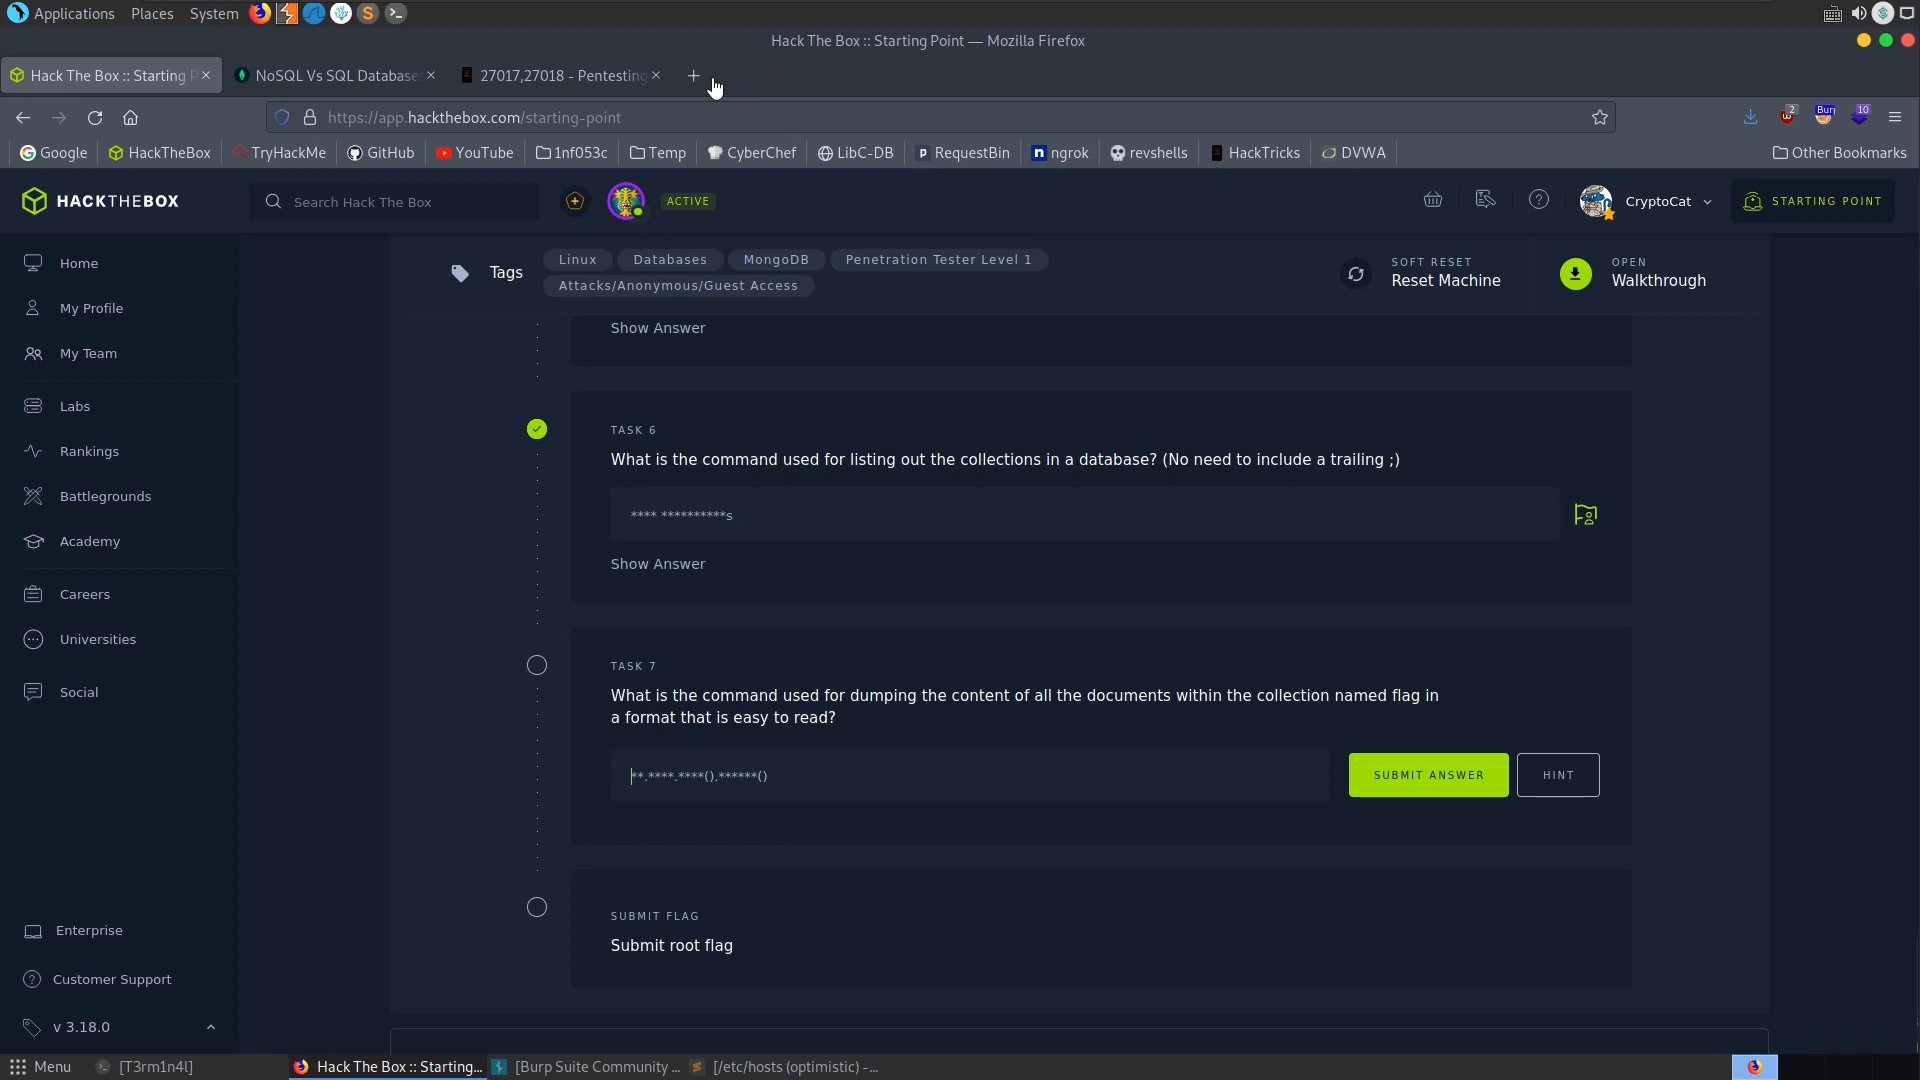 Applications Places System
Hack The Box :: Starting Point — Mozilla Firefox
Hack The Box :: Starting P
NoSQL Vs SQL Databases
27017,27018 - Pentesting
https://app.hackthebox.com/starting-point
2
Bur
10
Google HackTheBox TryHackMe GitHub YouTube 1nf053c Temp CyberChef LibC-DB RequestBin ngrok revshells HackTricks DVWA Other Bookmarks
HACKTHEBOX
Search Hack The Box
ACTIVE
CryptoCat
STARTING POINT
Home
My Profile
My Team
Labs
Rankings
Battlegrounds
Academy
Careers
Universities
Social
Enterprise
Customer Support
v 3.18.0
Tags
Linux Databases MongoDB Penetration Tester Level 1
Attacks/Anonymous/Guest Access
SOFT RESET
Reset Machine
OPEN
Walkthrough
Show Answer
TASK 6
What is the command used for listing out the collections in a database? (No need to include a trailing ;)
**** **********s
Show Answer
TASK 7
What is the command used for dumping the content of all the documents within the collection named flag in
a format that is easy to read?
**.****.****().******()
SUBMIT ANSWER
HINT
SUBMIT FLAG
Submit root flag
Menu
[T3rm1n4l]
Hack The Box :: Starting...
[Burp Suite Community ...
[/etc/hosts (optimistic) -...